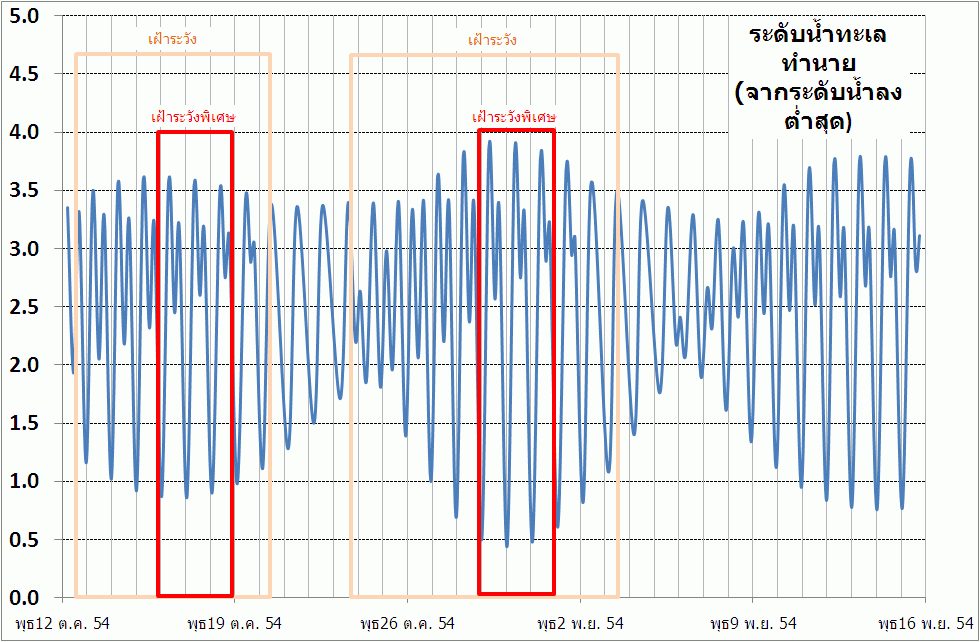 5.0
เฝ้าระวัง
เฝ้าระวัง
ระดับน้ำทะเล
ทำนาย
(จากระดับน้ำลง
ต่ำสุด)
4.5
4.0
เฝ้าระวังพิเศษ
เฝ้าระวังพิเศษ
3.5
3.0
2.5
2.0
1.5
1.0
0.5
0.0
พุธ12 ต.ค. 54
พุธ19 ต.ค. 54
พุธ26 ต.ค. 54
พุธ2 พ.ย. 54
พุธ9 พ.ย. 54
พุธ16 พ.ย. 54